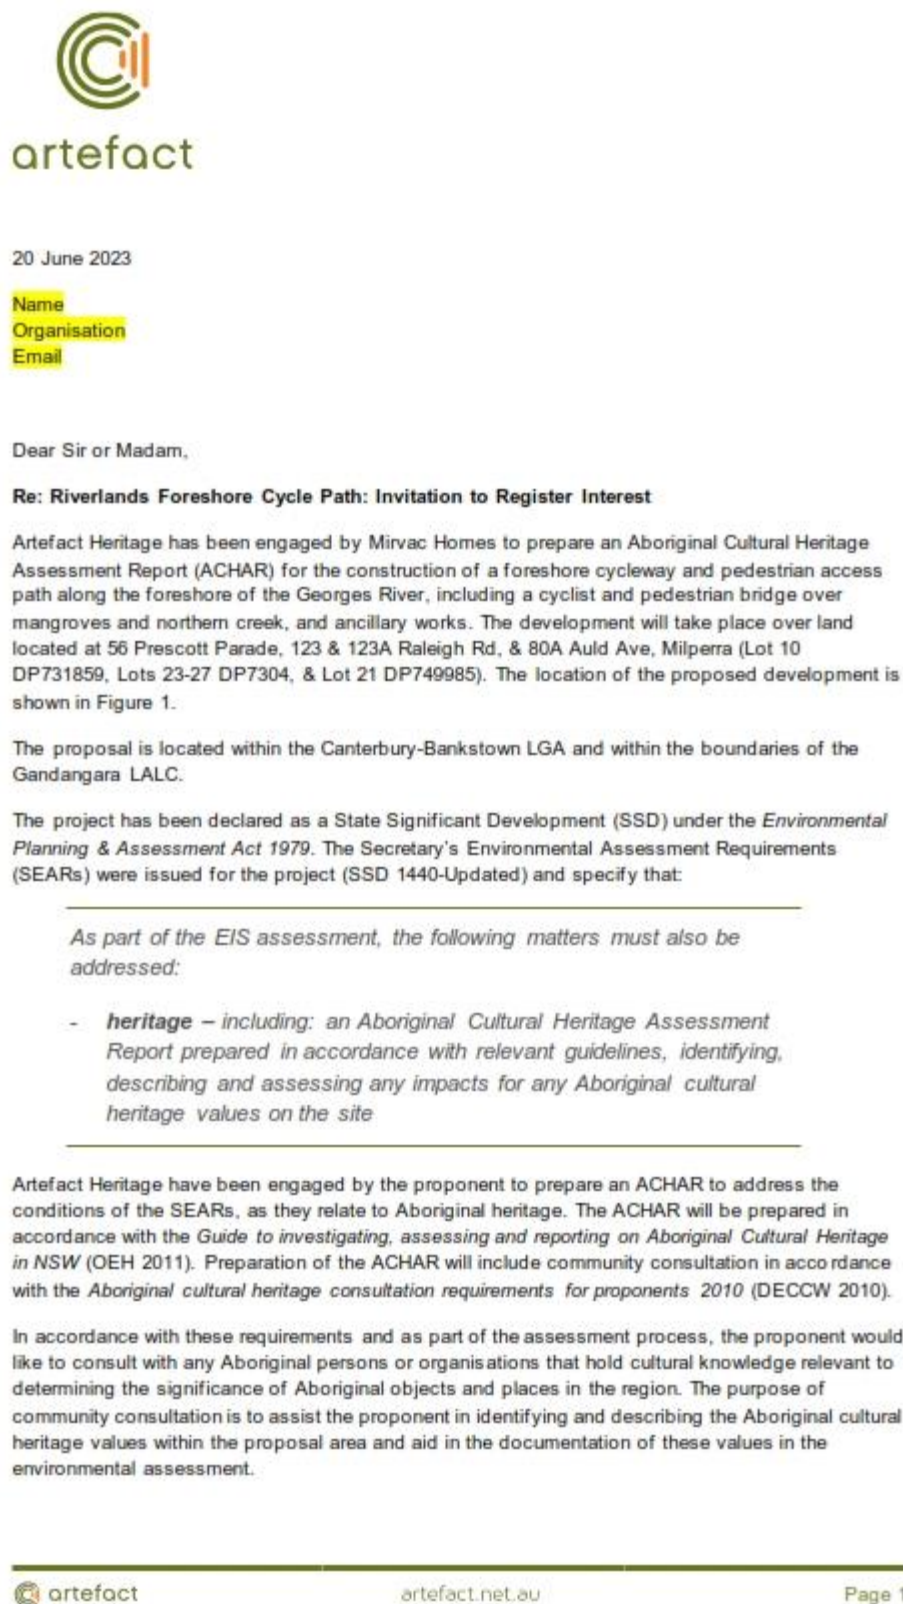 artefact
20 June 2023
Name
Organisation
Email
Dear Sir or Madam,
Re: Riverlands Foreshore Cycle Path: Invitation to Register Interest
Artefact Heritage has been engaged by Mirvac Homes to prepare an Aboriginal Cultural Heritage
Assessment Report (ACHAR) for the construction of a foreshore cycleway and pedestrian access
path along the foreshore of the Georges River, including a cyclist and pedestrian bridge over
mangroves and northern creek, and ancillary works. The development will take place over land
located at 56 Prescott Parade, 123 & 123A Raleigh Rd, & 80A Auld Ave, Milperra (Lot 10
DP731859, Lots 23-27 DP7304, & Lot 21 DP749985). The location of the proposed development is
shown in Figure 1.
The proposal is located within the Canterbury-Bankstown LGA and within the boundaries of the
Gandangara LALC.
The project has been declared as a State Significant Development (SSD) under the Environmental
Planning & Assessment Act 1979. The Secretary's Environmental Assessment Requirements
(SEARs) were issued for the project (SSD 1440-Updated) and specify that:
As part of the EIS assessment, the following matters must also be
addressed:
- heritage – including: an Aboriginal Cultural Heritage Assessment
Report prepared in accordance with relevant guidelines, identifying,
describing and assessing any impacts for any Aboriginal cultural
heritage values on the site
Artefact Heritage have been engaged by the proponent to prepare an ACHAR to address the
conditions of the SEARs, as they relate to Aboriginal heritage. The ACHAR will be prepared in
accordance with the Guide to investigating, assessing and reporting on Aboriginal Cultural Heritage
in NSW (OEH 2011). Preparation of the ACHAR will include community consultation in accordance
with the Aboriginal cultural heritage consultation requirements for proponents 2010 (DECCW 2010).
In accordance with these requirements and as part of the assessment process, the proponent would
like to consult with any Aboriginal persons or organisations that hold cultural knowledge relevant to
determining the significance of Aboriginal objects and places in the region. The purpose of
community consultation is to assist the proponent in identifying and describing the Aboriginal cultural
heritage values within the proposal area and aid in the documentation of these values in the
environmental assessment.
artefact artefact.net.au Page 1